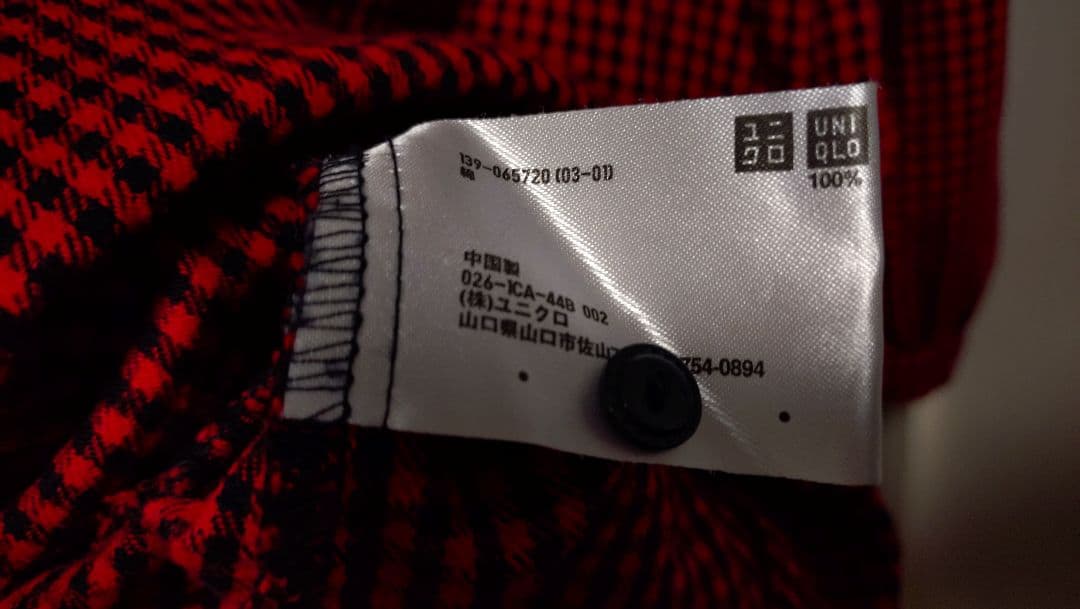 ユニ
クロ
UNI
QLO
139-065720 (03-01)
綿 100%
中国製
026-1CA-44B 002
(株)ユニクロ
山口県山口市佐山 754-0894